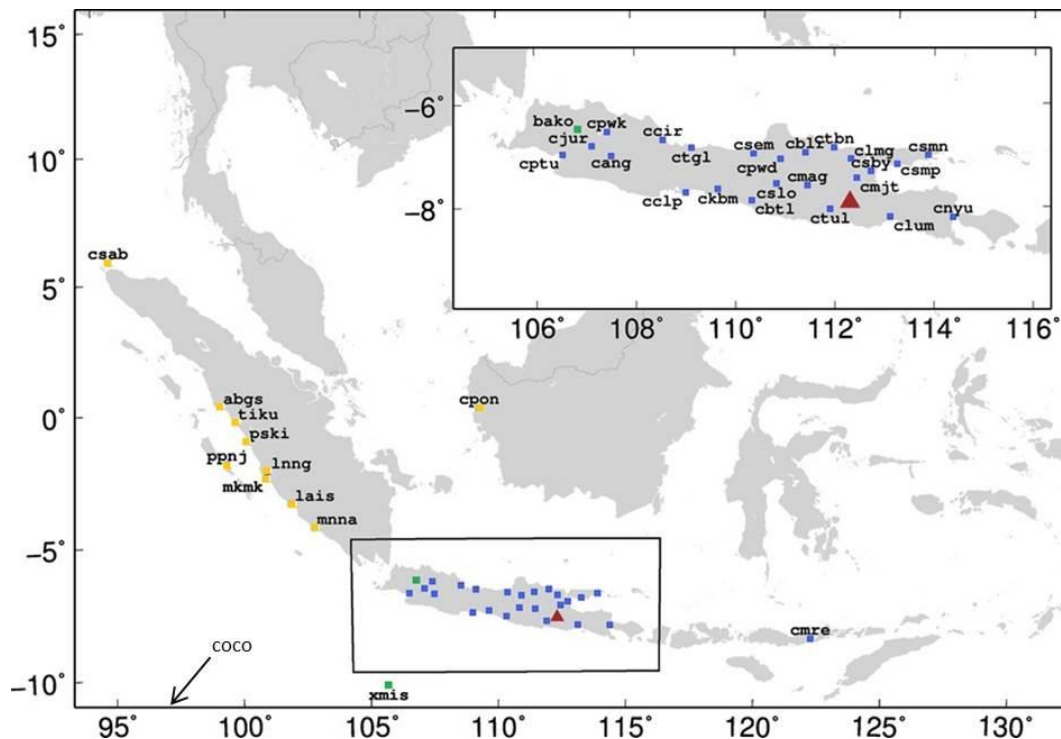 15°
10°
5°
0°
−5°
−10°
95°
100°
105°
110°
115°
120°
125°
130°
csab
abgs
tiku
pski
ppnj
lnng
mkmk
lais
mnna
cpon
cmre
xmis
coco
−6°
−8°
106°
108°
110°
112°
114°
116°
bako
cpwk
cjur
cptu
cang
ccir
ctgl
csem
cblr
ctbn
clmg
csmn
csby
csmp
cpwd
cmag
cmjt
cslo
cclp
ckbm
cbtl
ctul
clum
cnyu